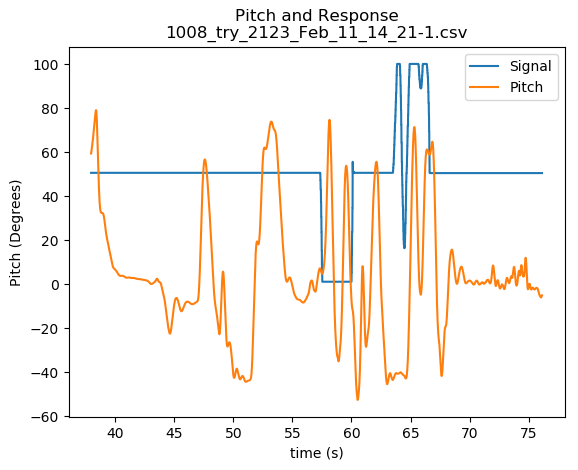 Pitch and Response
1008_try_2123_Feb_11_14_21-1.csv
Signal
Pitch
Pitch (Degrees)
100
80
60
40
20
0
−20
−40
−60
40
45
50
55
60
65
70
75
time (s)